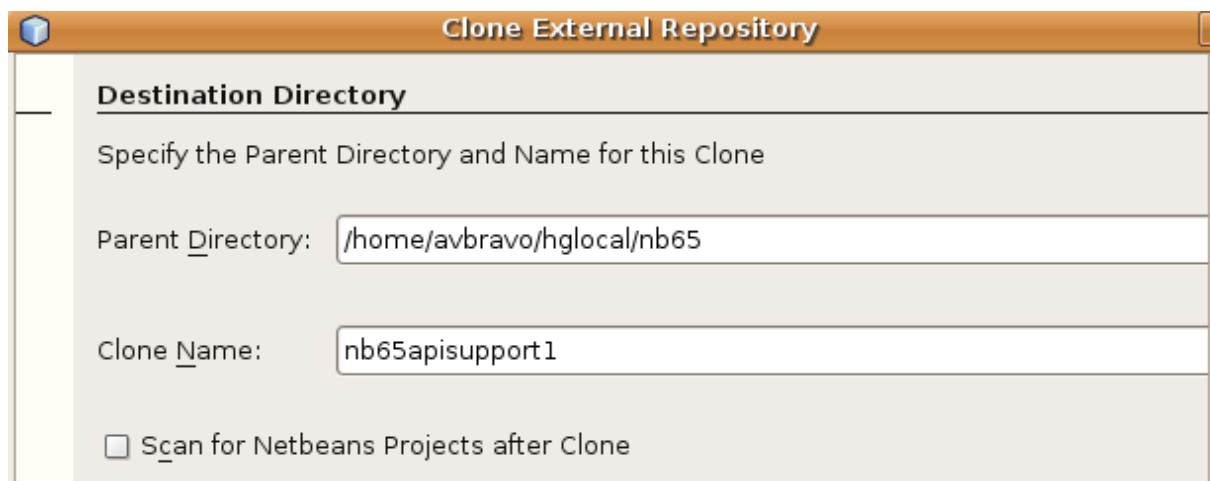 Clone External Repository
Destination Directory
Specify the Parent Directory and Name for this Clone
Parent Directory: /home/avbravo/hglocal/nb65
Clone Name: nb65apisupport1
Scan for Netbeans Projects after Clone